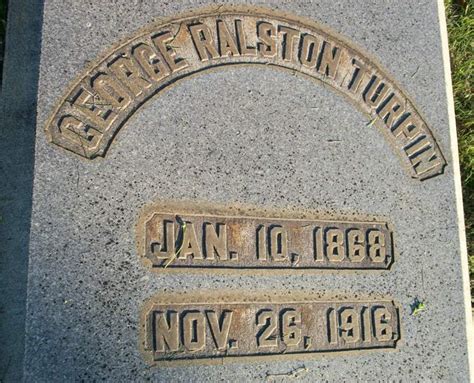 GEORGE RALSTON TURPIN
JAN. 10, 1868
NOV. 26, 1916